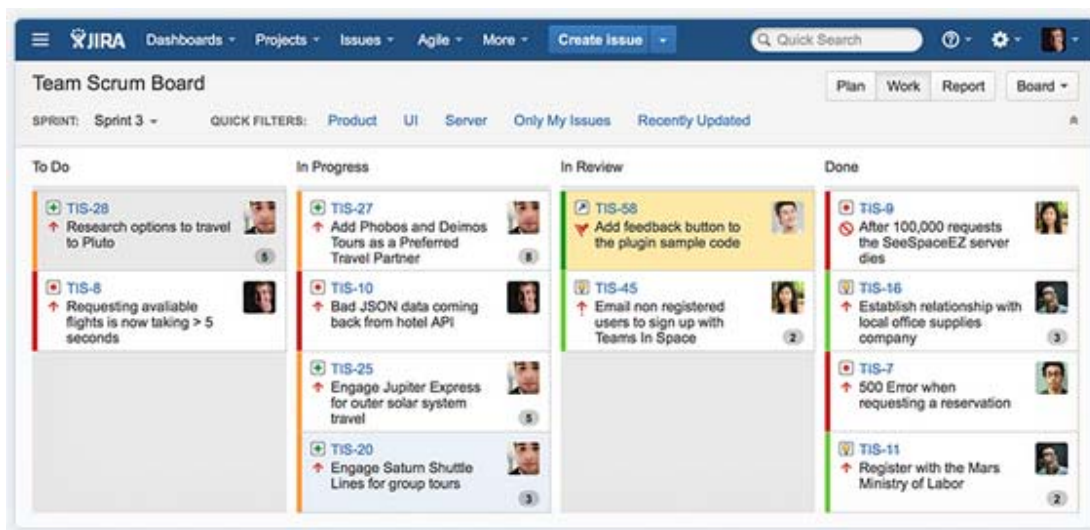 JIRA Dashboards Projects Issues Agile More Create issue Quick Search
Team Scrum Board Plan Work Report Board
SPRINT: Sprint 3 QUICK FILTERS: Product UI Server Only My Issues Recently Updated
To Do In Progress In Review Done
TIS-28
Research options to travel
to Pluto
5
TIS-8
Requesting avaliable
flights is now taking > 5
seconds
TIS-27
Add Phobos and Deimos
Tours as a Preferred
Travel Partner
8
TIS-10
Bad JSON data coming
back from hotel API
TIS-25
Engage Jupiter Express
for outer solar system
travel
5
TIS-20
Engage Saturn Shuttle
Lines for group tours
3
TIS-58
Add feedback button to
the plugin sample code
TIS-45
Email non registered
users to sign up with
Teams In Space
2
TIS-9
After 100,000 requests
the SeeSpaceEZ server
dies
TIS-16
Establish relationship with
local office supplies
company
3
TIS-7
500 Error when
requesting a reservation
TIS-11
Register with the Mars
Ministry of Labor
2